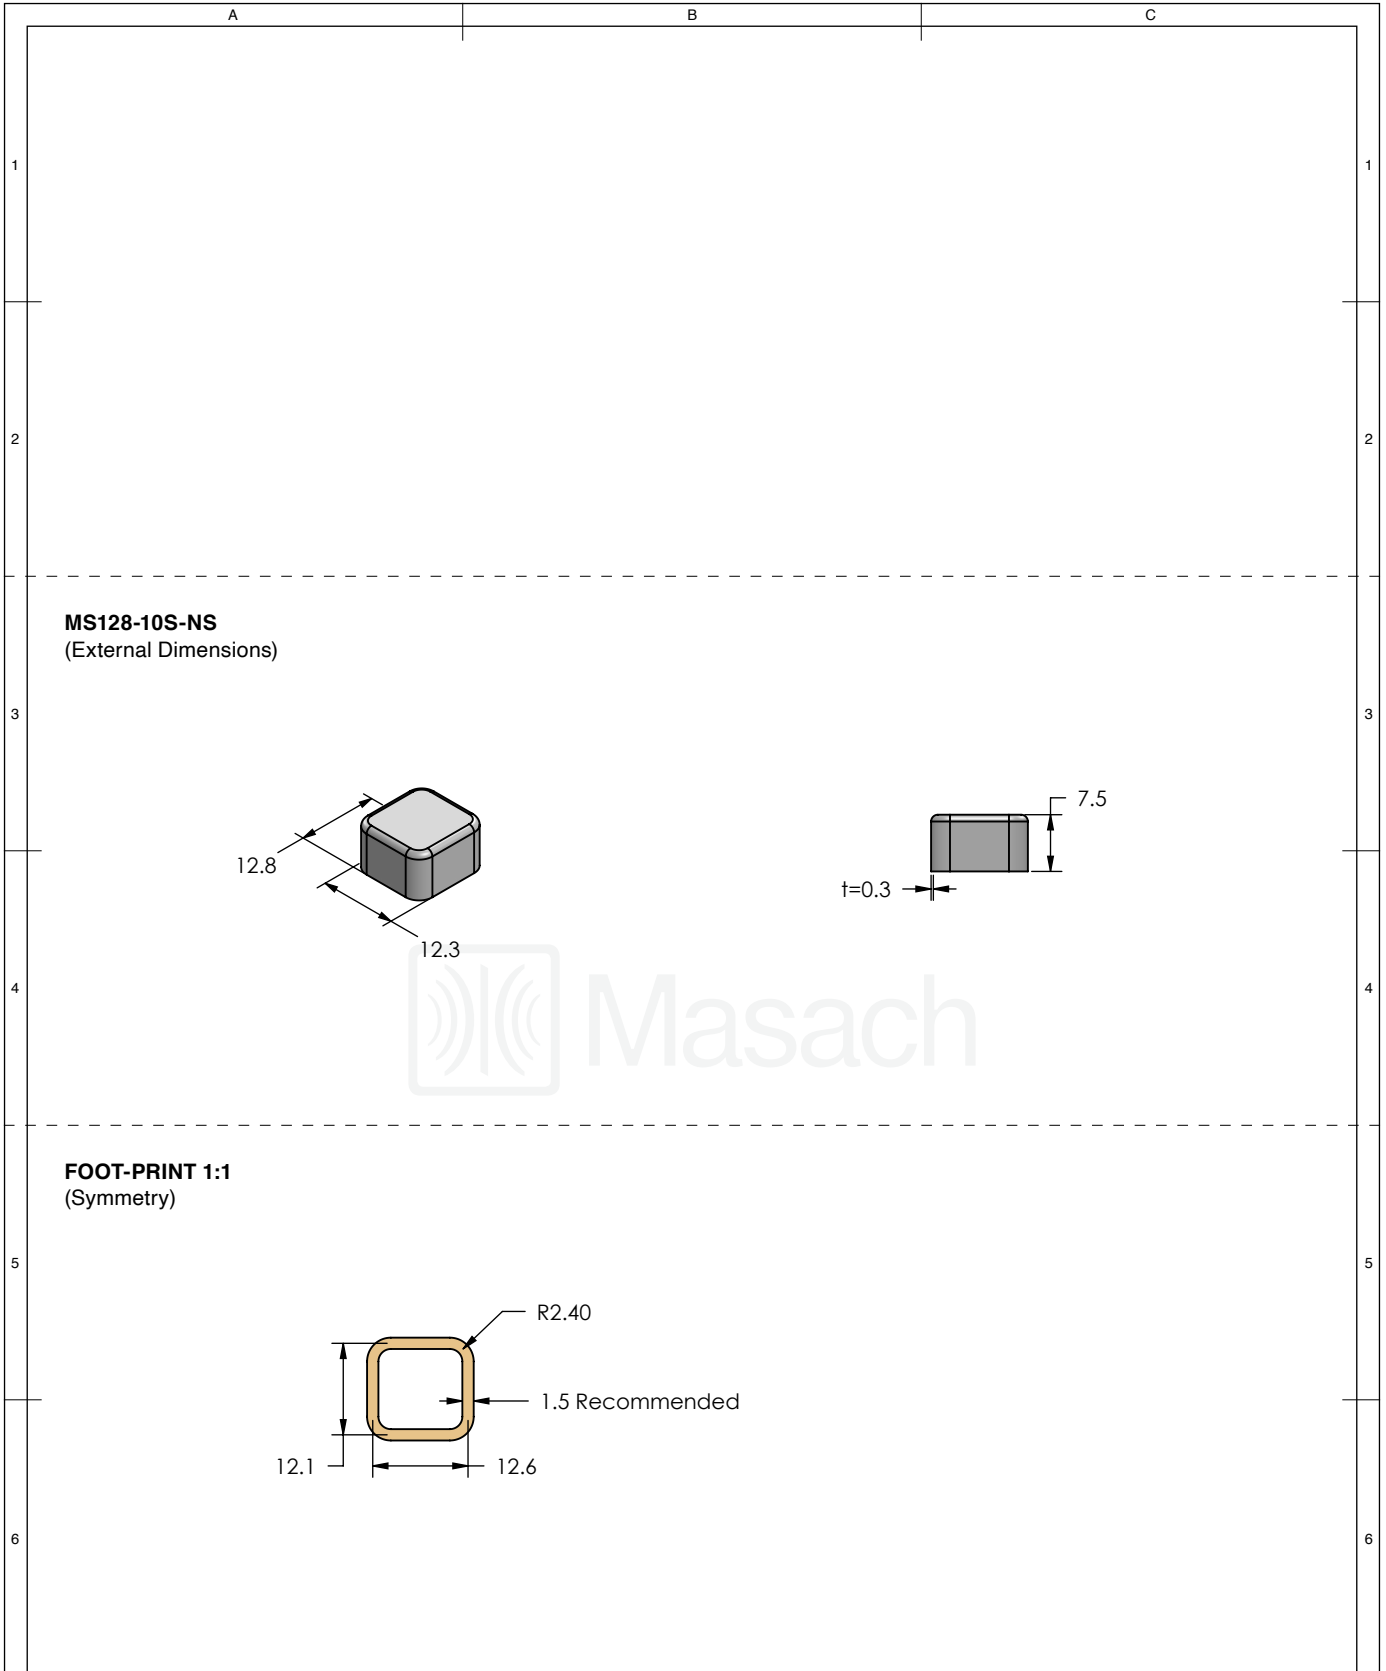 A B C
1 1
2 2
MS128-10S-NS
(External Dimensions)
3 3
7.5
12.8
t=0.3
12.3
4 4
Masach
FOOT-PRINT 1:1
(Symmetry)
5 5
R2.40
1.5 Recommended
12.1 12.6
6 6